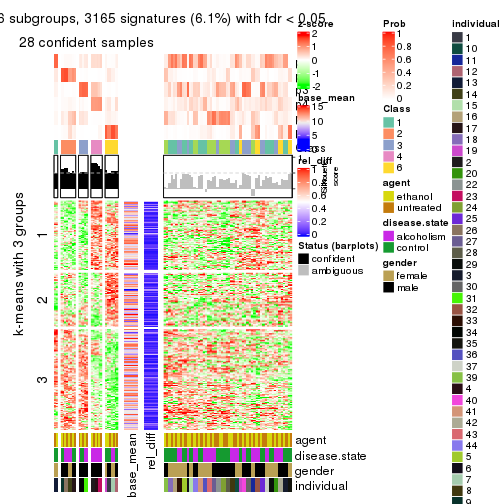 6 subgroups, 3165 signatures (6.1%) with fdr < 0.05
28 confident samples
k-means with 3 groups
1
2
3
z-score
2
1
0
-1
-2
base_mean
15
10
5
0
rel_diff
1
0.8
0.6
0.4
0.2
0
Silhouette
score
Status (barplots)
confident
ambiguous
base_mean
rel_diff
agent
disease.state
gender
individual
Prob
1
0.8
0.6
0.4
0.2
0
Class
1
2
3
4
6
agent
ethanol
untreated
disease.state
alcoholism
control
gender
female
male
individual
1
10
11
12
13
14
15
16
17
18
19
2
20
22
23
24
25
26
27
28
29
3
30
31
32
33
34
35
36
37
39
4
40
41
42
43
44
5
6
7
8
9